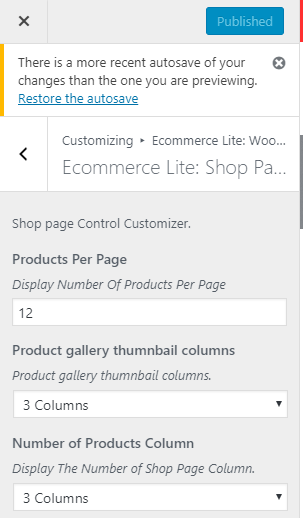 Published
There is a more recent autosave of your
changes than the one you are previewing.
Restore the autosave
Customizing ▸ Ecommerce Lite: Woo...
Ecommerce Lite: Shop Pa...
Shop page Control Customizer.
Products Per Page
Display Number Of Products Per Page
12
Product gallery thumnbail columns
Product gallery thumnbail columns.
3 Columns
Number of Products Column
Display The Number of Shop Page Column.
3 Columns